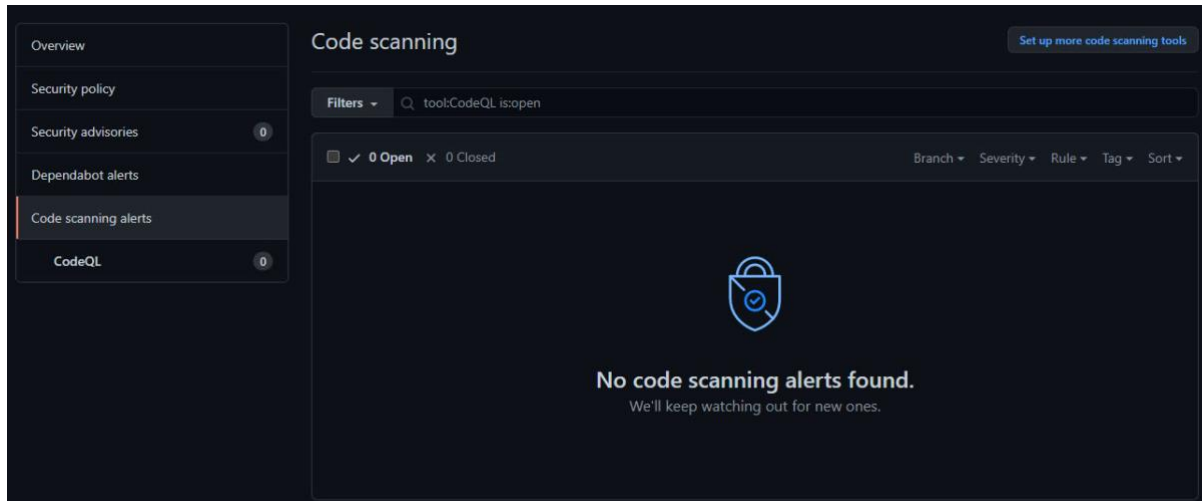 Overview
Security policy
Security advisories 0
Dependabot alerts
Code scanning alerts
CodeQL 0
Code scanning
Set up more code scanning tools
Filters tool:CodeQL is:open
0 Open 0 Closed Branch Severity Rule Tag Sort
No code scanning alerts found.
We'll keep watching out for new ones.